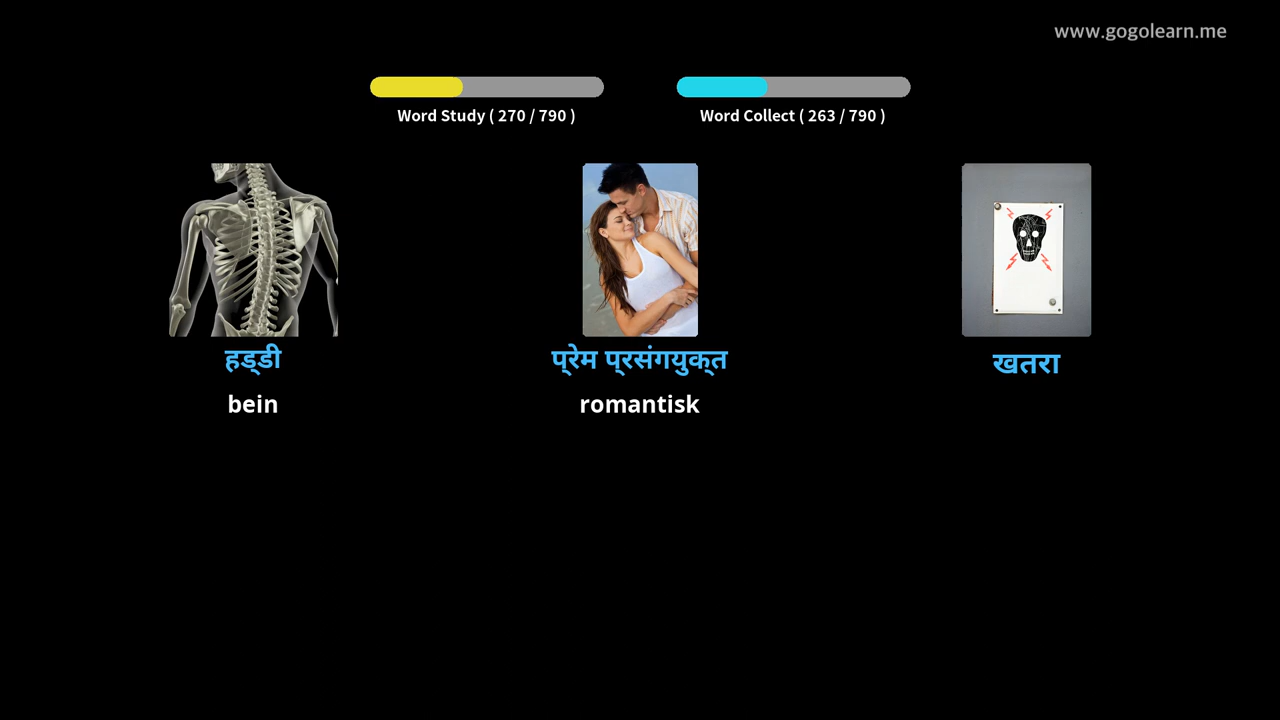 www.gogolearn.me
Word Study ( 270 / 790 )
Word Collect ( 263 / 790 )
हड्डी
प्रेम प्रसंगयुक्त
खतरा
bein
romantisk